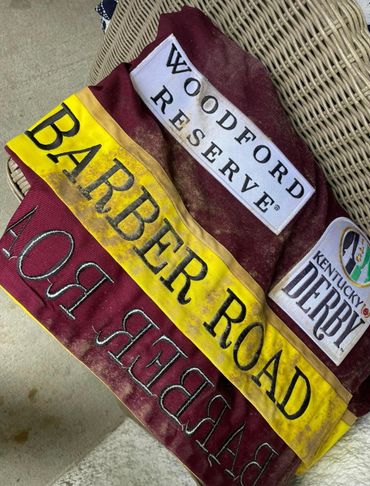 WOODFORD
RESERVE®
KENTUCKY
DERBY
BARBER ROAD
BARBER ROA